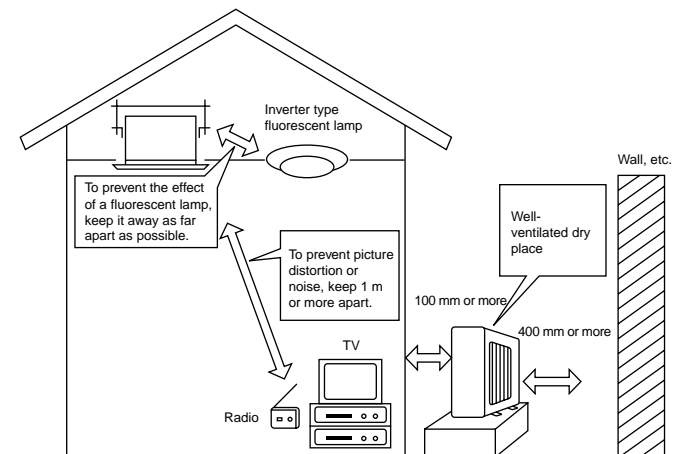 Inverter type
fluorescent lamp
Wall, etc.
To prevent the effect
of a fluorescent lamp,
keep it away as far
apart as possible.
Well-
ventilated dry
place
To prevent picture
distortion or
noise, keep 1 m
or more apart.
100 mm or more
400 mm or more
TV
Radio